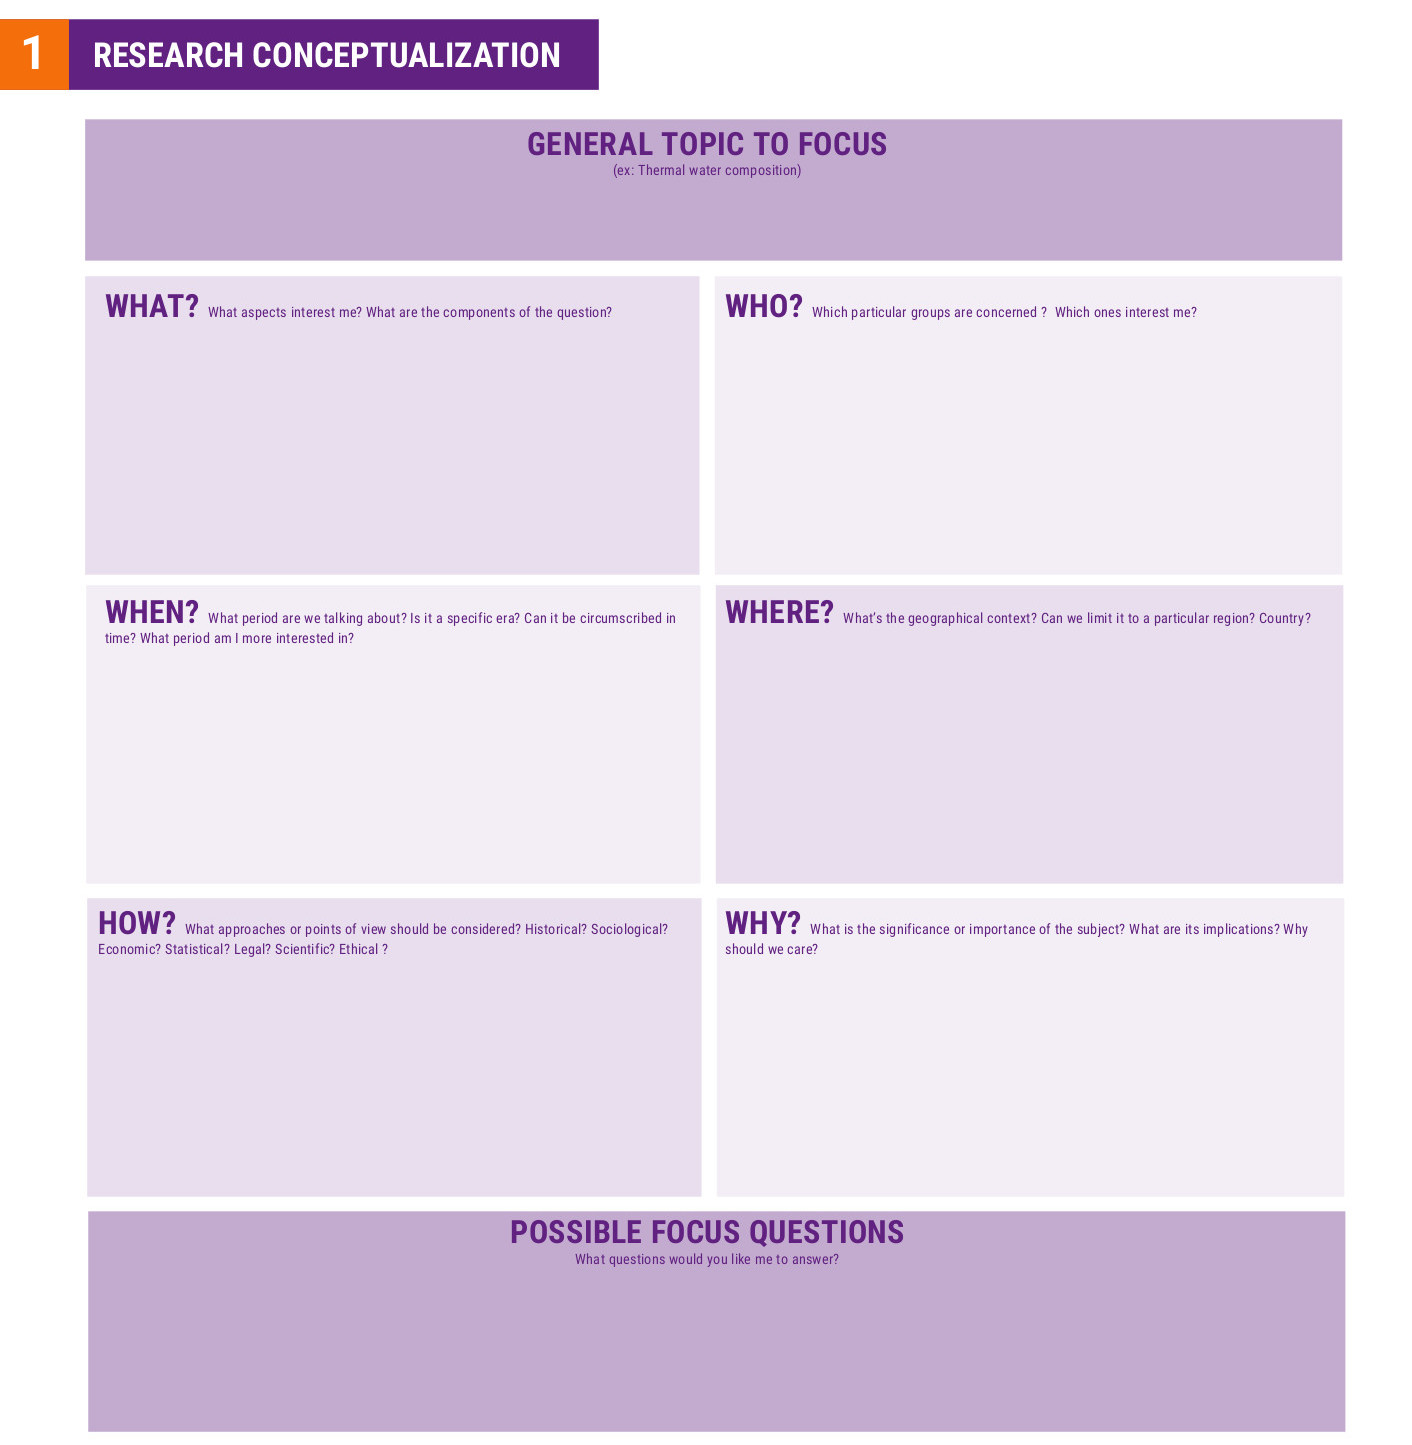 1 RESEARCH CONCEPTUALIZATION
GENERAL TOPIC TO FOCUS
(ex: Thermal water composition)
WHAT? What aspects interest me? What are the components of the question?
WHO? Which particular groups are concerned ?  Which ones interest me?
WHEN? What period are we talking about? Is it a specific era? Can it be circumscribed in
time? What period am I more interested in?
WHERE? What's the geographical context? Can we limit it to a particular region? Country?
HOW? What approaches or points of view should be considered? Historical? Sociological?
Economic? Statistical? Legal? Scientific? Ethical ?
WHY? What is the significance or importance of the subject? What are its implications? Why
should we care?
POSSIBLE FOCUS QUESTIONS
What questions would you like me to answer?